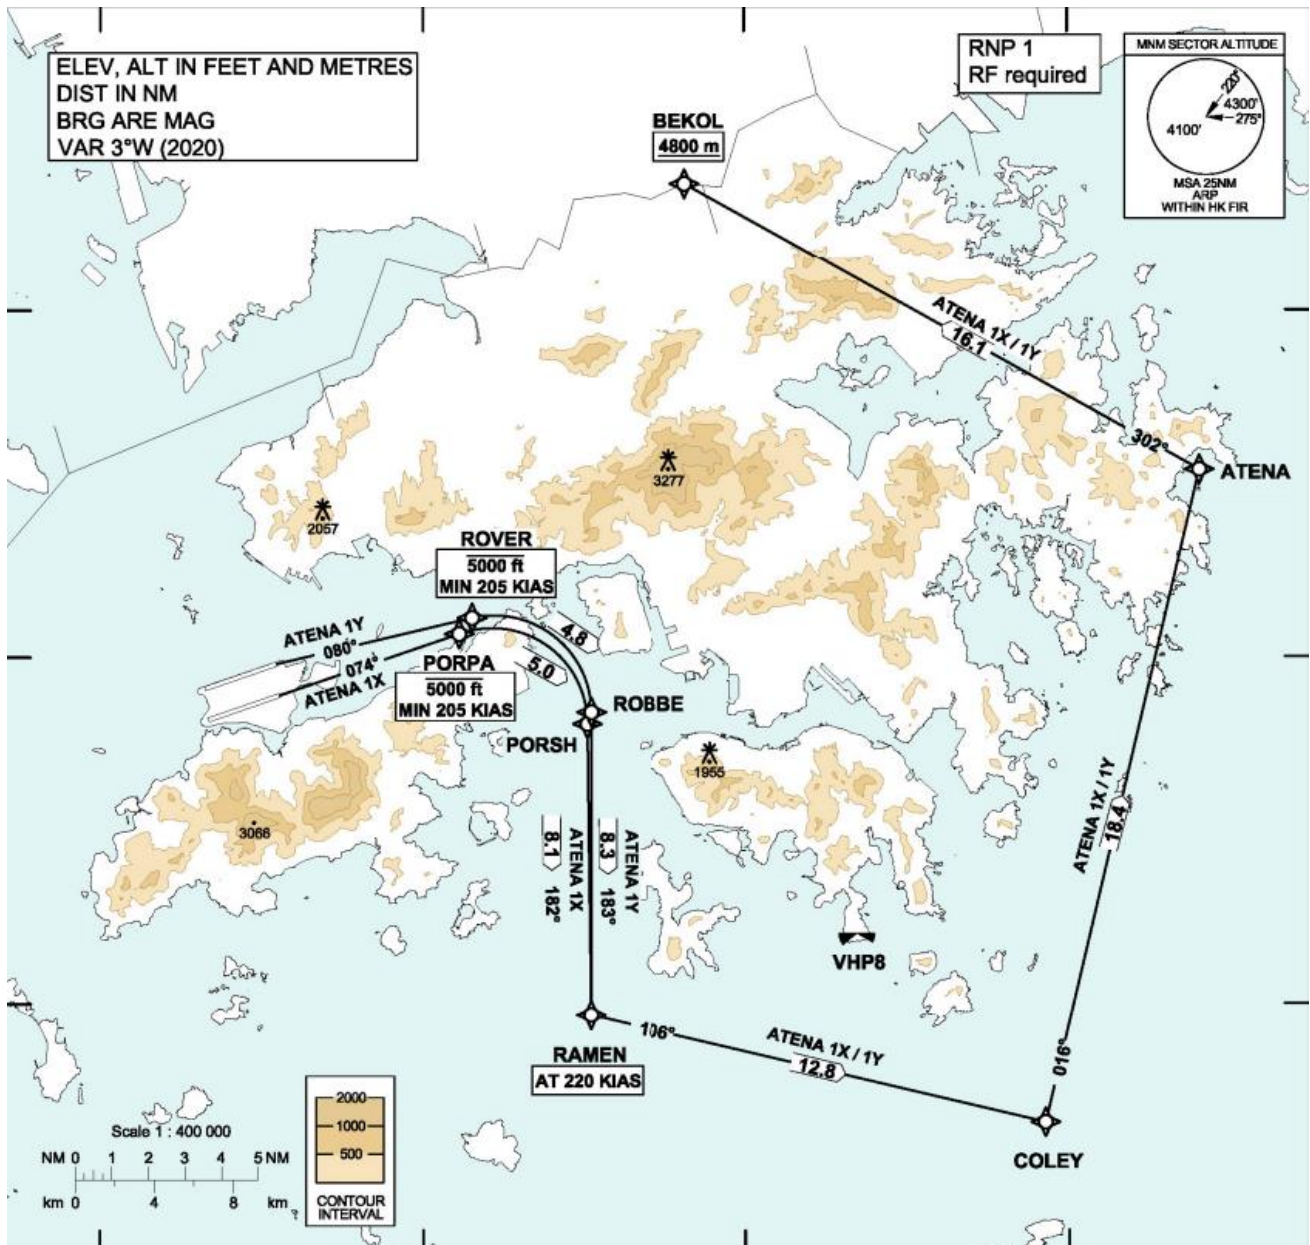 ELEV, ALT IN FEET AND METRES
DIST IN NM
BRG ARE MAG
VAR 3°W (2020)
RNP 1
RF required
MNM SECTOR ALTITUDE
220°
4300'
275°
4100'
MSA 25NM
ARP
WITHIN HK FIR
BEKOL
4800 m
ATENA 1X / 1Y
16.1
302°
ATENA
3277
2057
ROVER
5000 ft
MIN 205 KIAS
ATENA 1Y
080°
4.8
074°
ATENA 1X
PORPA
5000 ft
MIN 205 KIAS
5.0
ROBBE
PORSH
1955
3066
8.1
ATENA 1X
182°
8.3
ATENA 1Y
183°
ATENA 1X / 1Y
18.4
016°
VHP8
RAMEN
AT 220 KIAS
106°
ATENA 1X / 1Y
12.8
COLEY
Scale 1 : 400 000
NM 0 1 2 3 4 5 NM
km 0 4 8 km
2000
1000
500
CONTOUR
INTERVAL